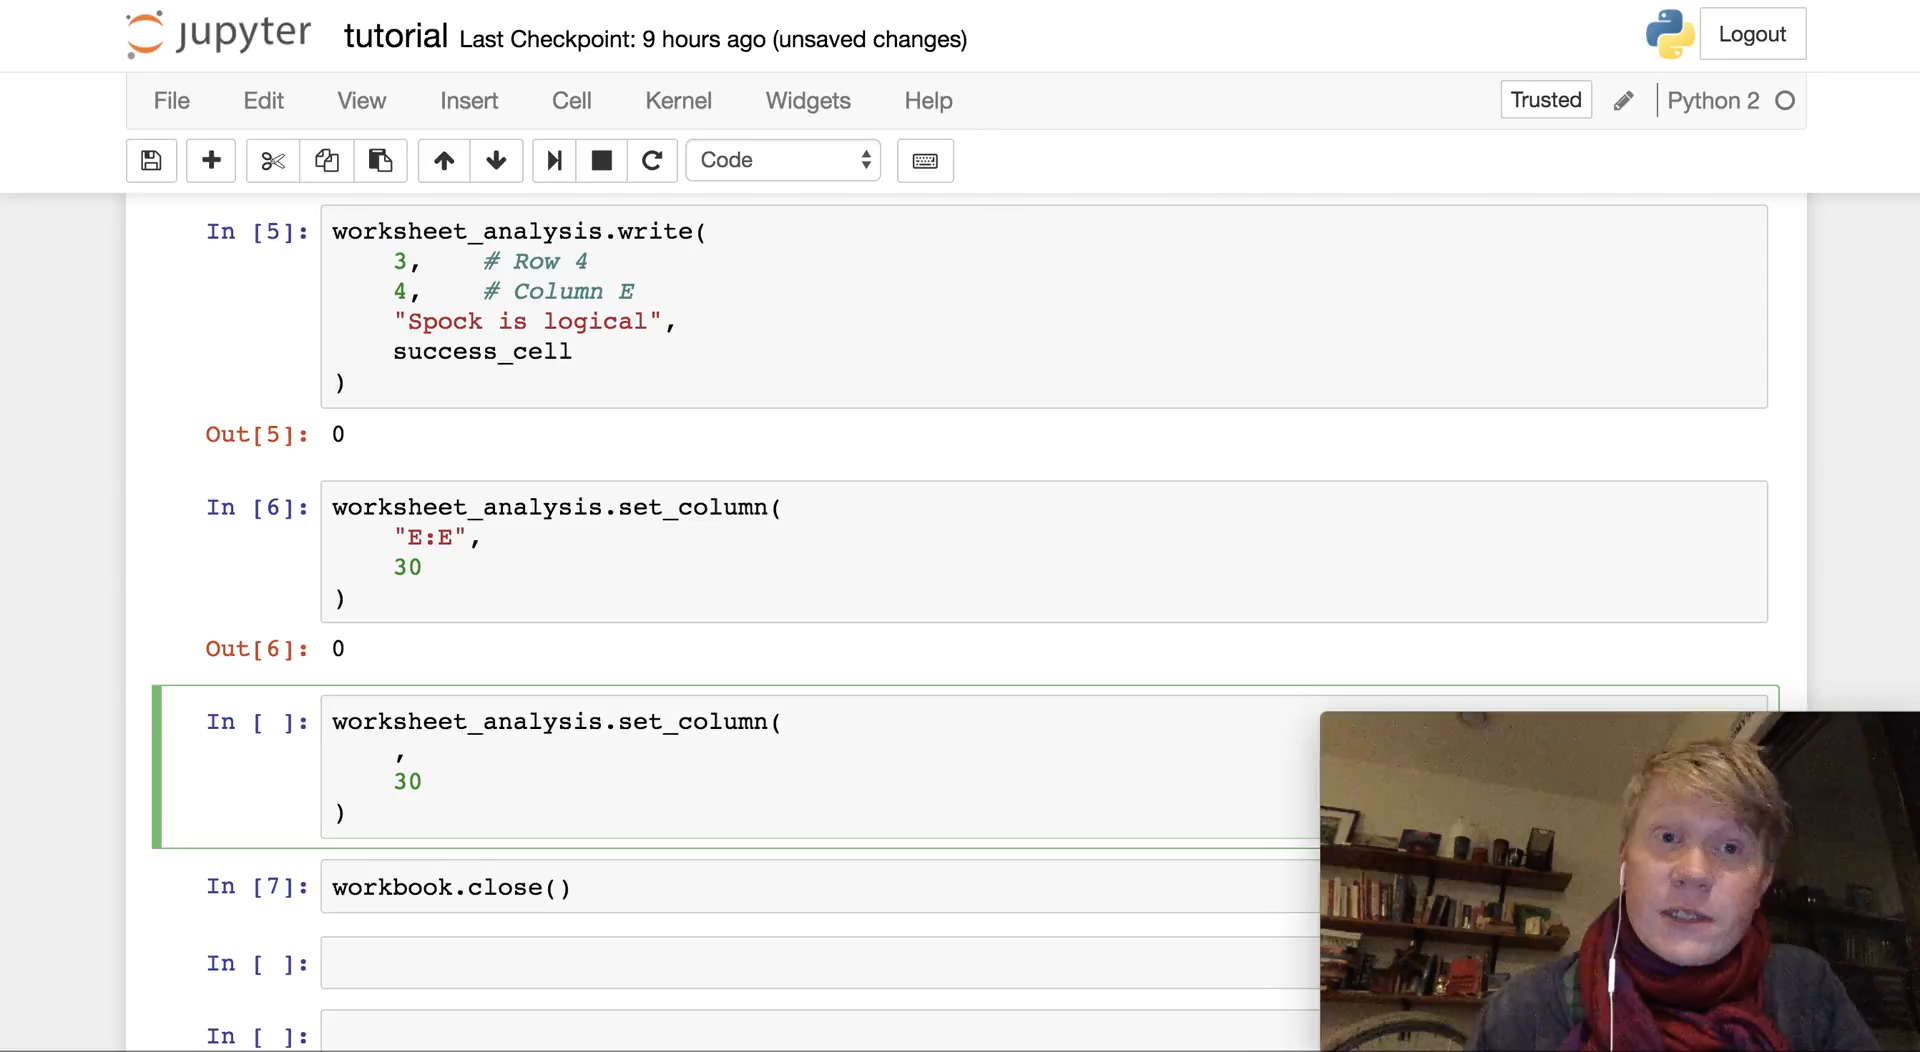 jupyter tutorial Last Checkpoint: 9 hours ago (unsaved changes) Logout
File Edit View Insert Cell Kernel Widgets Help Trusted Python 2
Code
In [5]: worksheet_analysis.write(
3, # Row 4
4, # Column E
"Spock is logical",
success_cell
)
Out[5]: 0
In [6]: worksheet_analysis.set_column(
"E:E",
30
)
Out[6]: 0
In [ ]: worksheet_analysis.set_column(
,
30
)
In [7]: workbook.close()
In [ ]:
In [ ]: